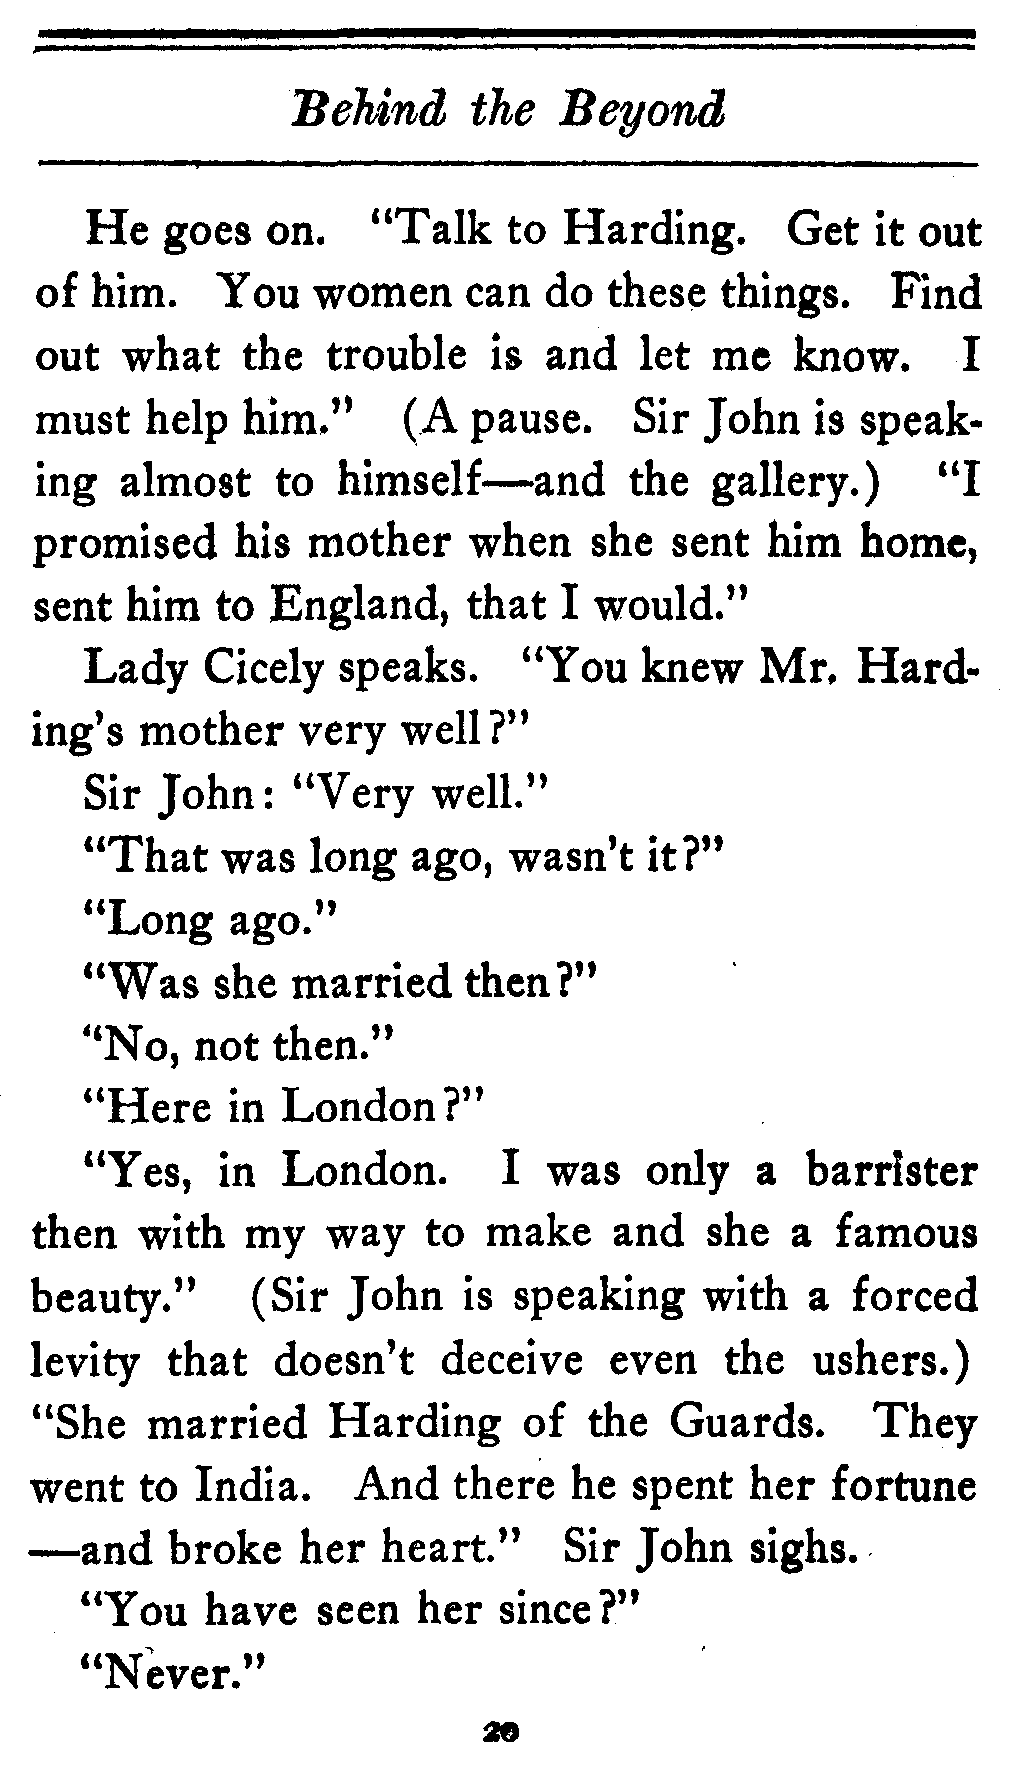 Behind the Beyond
He goes on. "Talk to Harding. Get it out
of him. You women can do these things. Find
out what the trouble is and let me know. I
must help him." (A pause. Sir John is speak-
ing almost to himself—and the gallery.) "I
promised his mother when she sent him home,
sent him to England, that I would."
Lady Cicely speaks. "You knew Mr. Hard-
ing's mother very well?"
Sir John: "Very well."
"That was long ago, wasn't it?"
"Long ago."
"Was she married then?"
"No, not then."
"Here in London?"
"Yes, in London. I was only a barrister
then with my way to make and she a famous
beauty." (Sir John is speaking with a forced
levity that doesn't deceive even the ushers.)
"She married Harding of the Guards. They
went to India. And there he spent her fortune
—and broke her heart." Sir John sighs.
"You have seen her since?"
"Never."
20